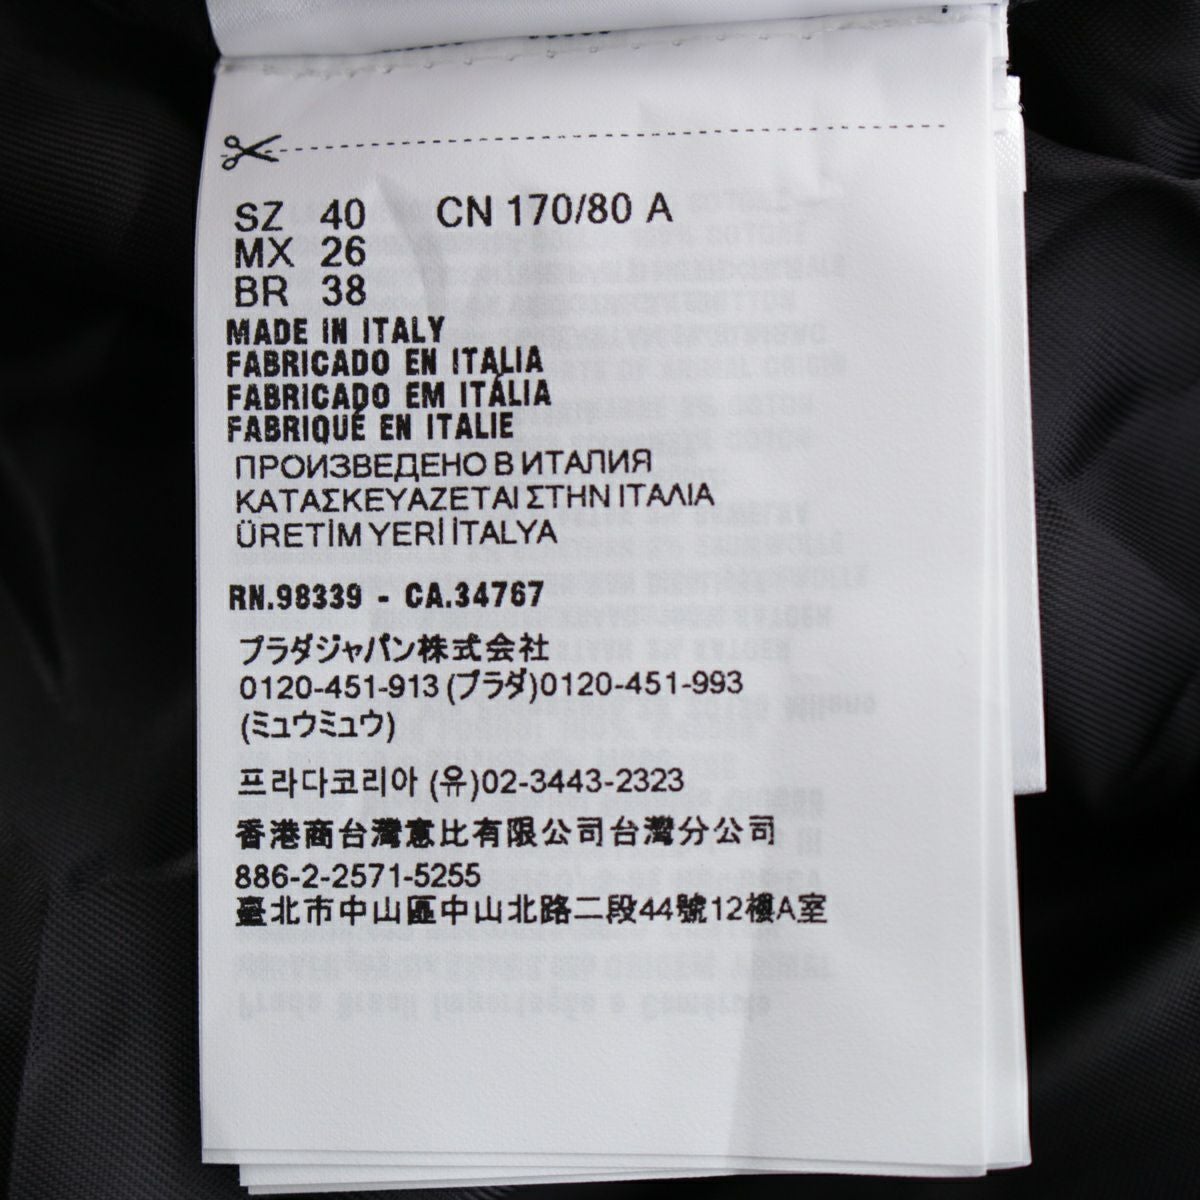 SZ 40 CN 170/80 A
MX 26
BR 38
MADE IN ITALY
FABRICADO EN ITALIA
FABRICADO EM ITÁLIA
FABRIQUÉ EN ITALIE
ПРОИЗВЕДЕНО В ИТАЛИЯ
ΚΑΤΑΣΚΕΥΑΖΕΤΑΙ ΣΤΗΝ ΙΤΑΛΙΑ
ÜRETİM YERİ İTALYA
RN.98339 - CA.34767
プラダジャパン株式会社
0120-451-913 (プラダ)0120-451-993
(ミュウミュウ)
프라다코리아 (유)02-3443-2323
香港商台灣意比有限公司台灣分公司
886-2-2571-5255
臺北市中山區中山北路二段44號12樓A室